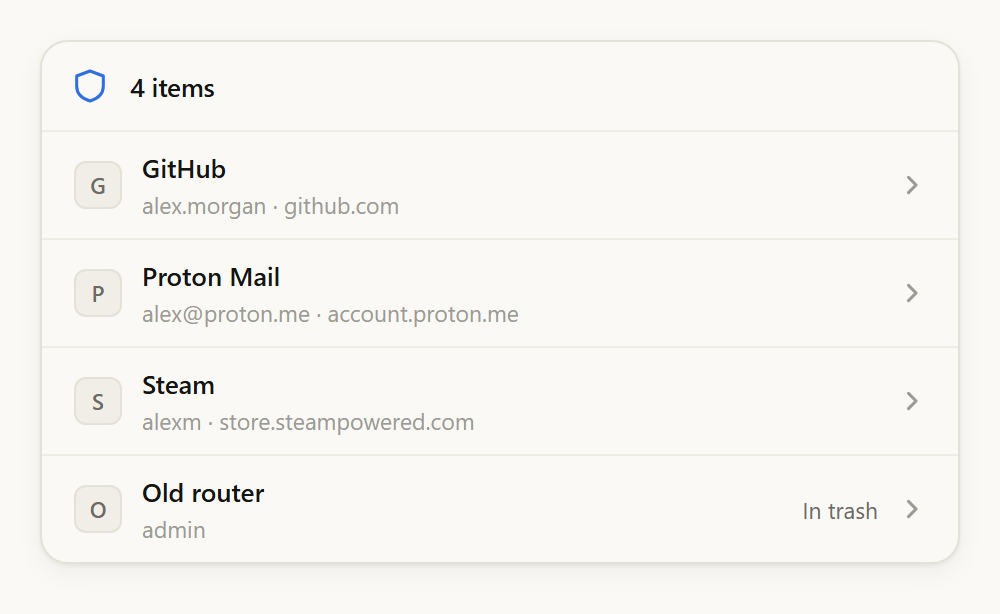 4 items
G
GitHub
alex.morgan · github.com
P
Proton Mail
alex@proton.me · account.proton.me
S
Steam
alexm · store.steampowered.com
O
Old router
admin
In trash